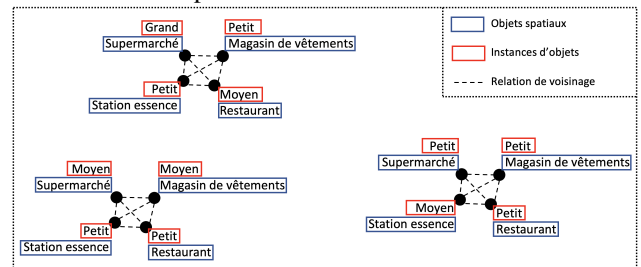 Grand
Petit
Supermarché
Magasin de vêtements
Petit
Moyen
Station essence
Restaurant
Objets spatiaux
Instances d'objets
Relation de voisinage
Moyen
Moyen
Supermarché
Magasin de vêtements
Petit
Petit
Station essence
Restaurant
Petit
Petit
Supermarché
Magasin de vêtements
Moyen
Petit
Station essence
Restaurant